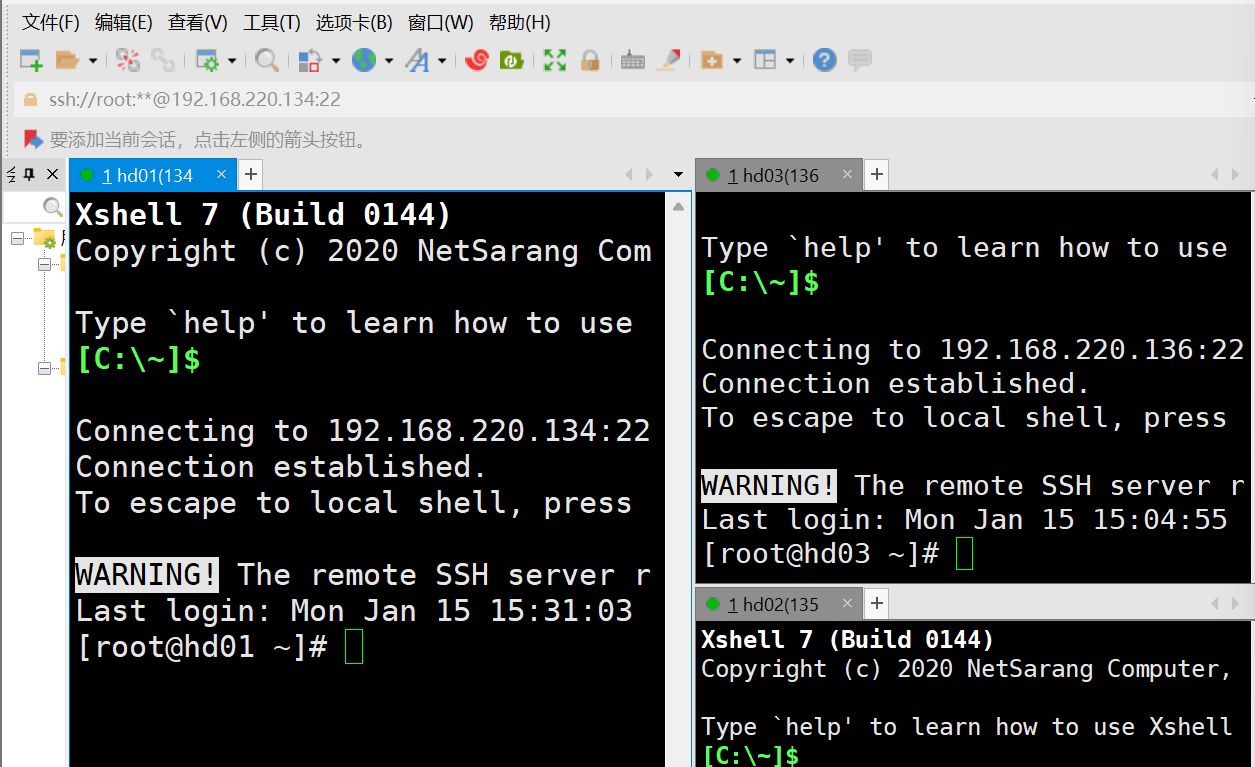 文件(F) 编辑(E) 查看(V) 工具(T) 选项卡(B) 窗口(W) 帮助(H)
ssh://root:**@192.168.220.134:22
要添加当前会话，点击左侧的箭头按钮。
1 hd01(134
Xshell 7 (Build 0144)
Copyright (c) 2020 NetSarang Com
Type `help' to learn how to use
[C:\~]$
Connecting to 192.168.220.134:22
Connection established.
To escape to local shell, press
WARNING! The remote SSH server r
Last login: Mon Jan 15 15:31:03
[root@hd01 ~]#
1 hd03(136
Type `help' to learn how to use
[C:\~]$
Connecting to 192.168.220.136:22
Connection established.
To escape to local shell, press
WARNING! The remote SSH server r
Last login: Mon Jan 15 15:04:55
[root@hd03 ~]#
1 hd02(135
Xshell 7 (Build 0144)
Copyright (c) 2020 NetSarang Computer,
Type `help' to learn how to use Xshell
[C:\~]$